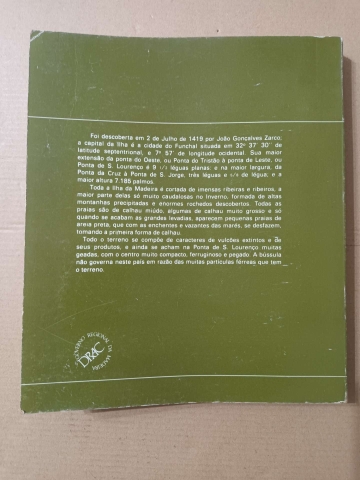 Foi descoberta em 2 de Julho de 1419 por João Gonçalves Zarco;
a capital da Ilha é a cidade do Funchal situada em 32º 37' 30'' de
latitude septentrional, e 7º 57' de longitude ocidental. Sua maior
extensão da ponta do Oeste, ou Ponta do Tristão à ponta de Leste, ou
Ponta de S. Lourenço é 9 léguas planas; e na maior largura; da
Ponta da Cruz à Ponta de S. Jorge, três léguas e de légua; e a
maior altura 7.185 palmos.
Toda a Ilha da Madeira é cortada de imensas ribeiras e ribeiros, a
maior parte delas só muito caudalosas no Inverno, formada de altas
montanhas precipitadas e enormes rochedos descobertos. Todas as
praias são de calhau miúdo, algumas de calhau muito grosso e só
quando se acabam as grandes levadias, aparecem pequenas praias de
areia preta, que com as enchentes e vazantes das marés, se desfazem,
tomando a primeira forma de calhau.
Todo o terreno se compõe de caracteres de vulcões extintos e de
seus produtos, e ainda se acham na Ponta de S. Lourenço muitas
geadas, com o centro muito compacto, ferruginoso e pegado. A bússula
não governa neste país em razão das muitas partículas férreas que tem
o terreno.
GOVERNO REGIONAL DA MADEIRA
DRAC